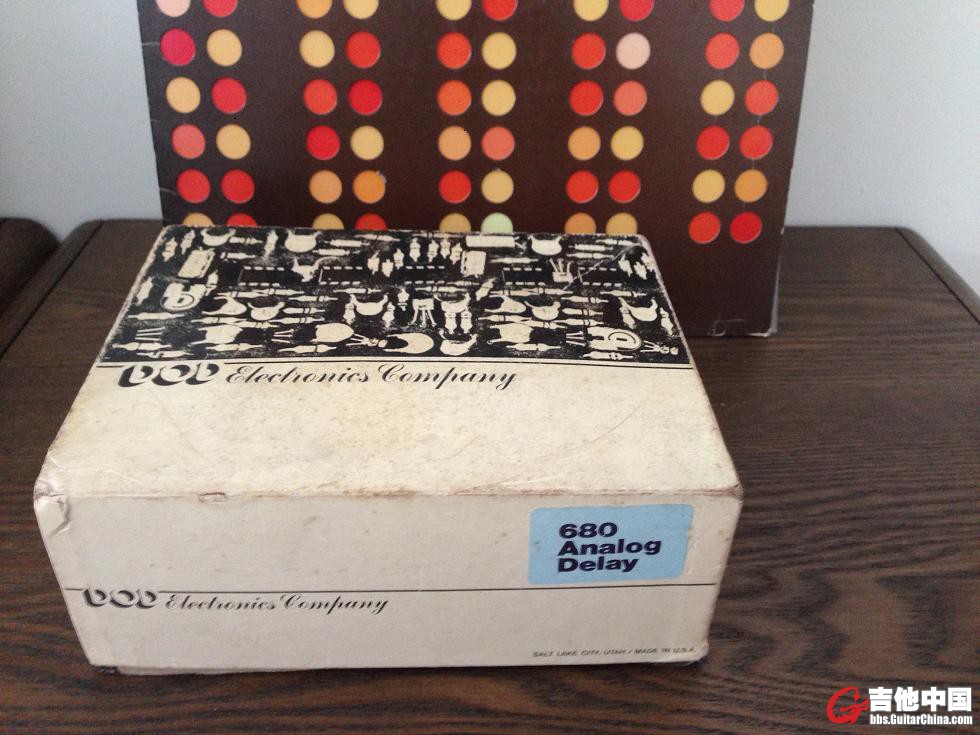 DOD Electronics Company
680
Analog
Delay
DOD Electronics Company
SALT LAKE CITY, UTAH / MADE IN U.S.A.
吉他中国
bbs.GuitarChina.com